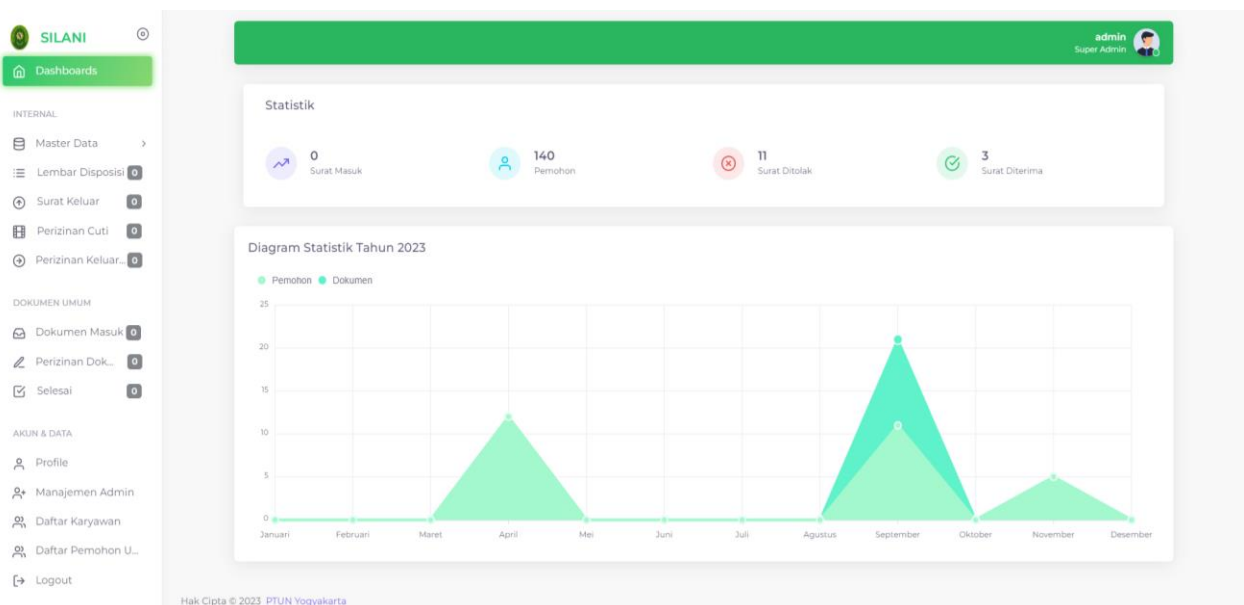 SILANI
Dashboards
INTERNAL
Master Data
Lembar Disposisi 0
Surat Keluar 0
Perizinan Cuti 0
Perizinan Keluar... 0
DOKUMEN UMUM
Dokumen Masuk 0
Perizinan Dok... 0
Selesai 0
AKUN & DATA
Profile
Manajemen Admin
Daftar Karyawan
Daftar Pemohon U...
Logout
admin
Super Admin
Statistik
0
Surat Masuk
140
Pemohon
11
Surat Ditolak
3
Surat Diterima
Diagram Statistik Tahun 2023
Pemohon Dokumen
25
20
15
10
5
0
Januari Februari Maret April Mei Juni Juli Agustus September Oktober November Desember
Hak Cipta © 2023 PTUN Yogyakarta